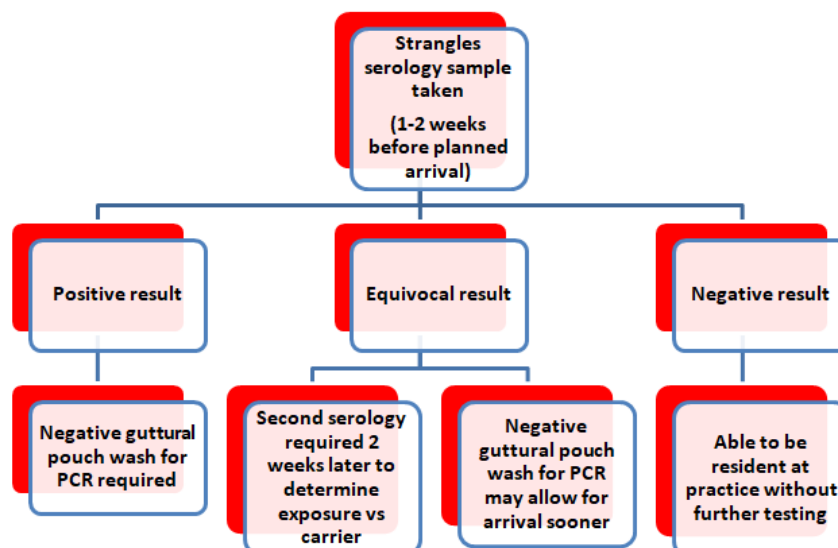 Strangles
serology sample
taken
(1-2 weeks
before planned
arrival)
Positive result
Equivocal result
Negative result
Negative guttural
pouch wash for
PCR required
Second serology
required 2
weeks later to
determine
exposure vs
carrier
Negative
guttural pouch
wash for PCR
may allow for
arrival sooner
Able to be
resident at
practice without
further testing